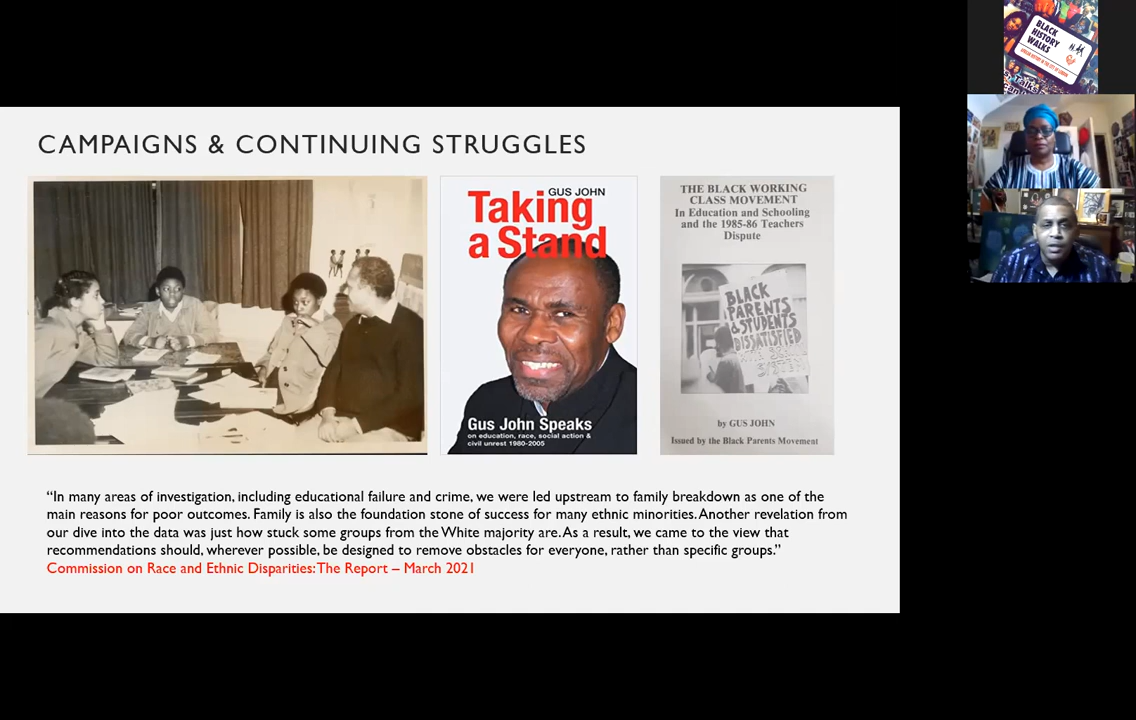 CAMPAIGNS & CONTINUING STRUGGLES
GUS JOHN
Taking
a Stand
Gus John Speaks
on education, race, social action &
civil unrest 1980-2005
THE BLACK WORKING
CLASS MOVEMENT
In Education and Schooling
and the 1985-86 Teachers
Dispute
BLACK
PARENTS
& STUDENTS
DISSATISFIED
by GUS JOHN
Issued by the Black Parents Movement
“In many areas of investigation, including educational failure and crime, we were led upstream to family breakdown as one of the
main reasons for poor outcomes. Family is also the foundation stone of success for many ethnic minorities. Another revelation from
our dive into the data was just how stuck some groups from the White majority are. As a result, we came to the view that
recommendations should, wherever possible, be designed to remove obstacles for everyone, rather than specific groups.”
Commission on Race and Ethnic Disparities: The Report – March 2021
BLACK
HISTORY
WALKS